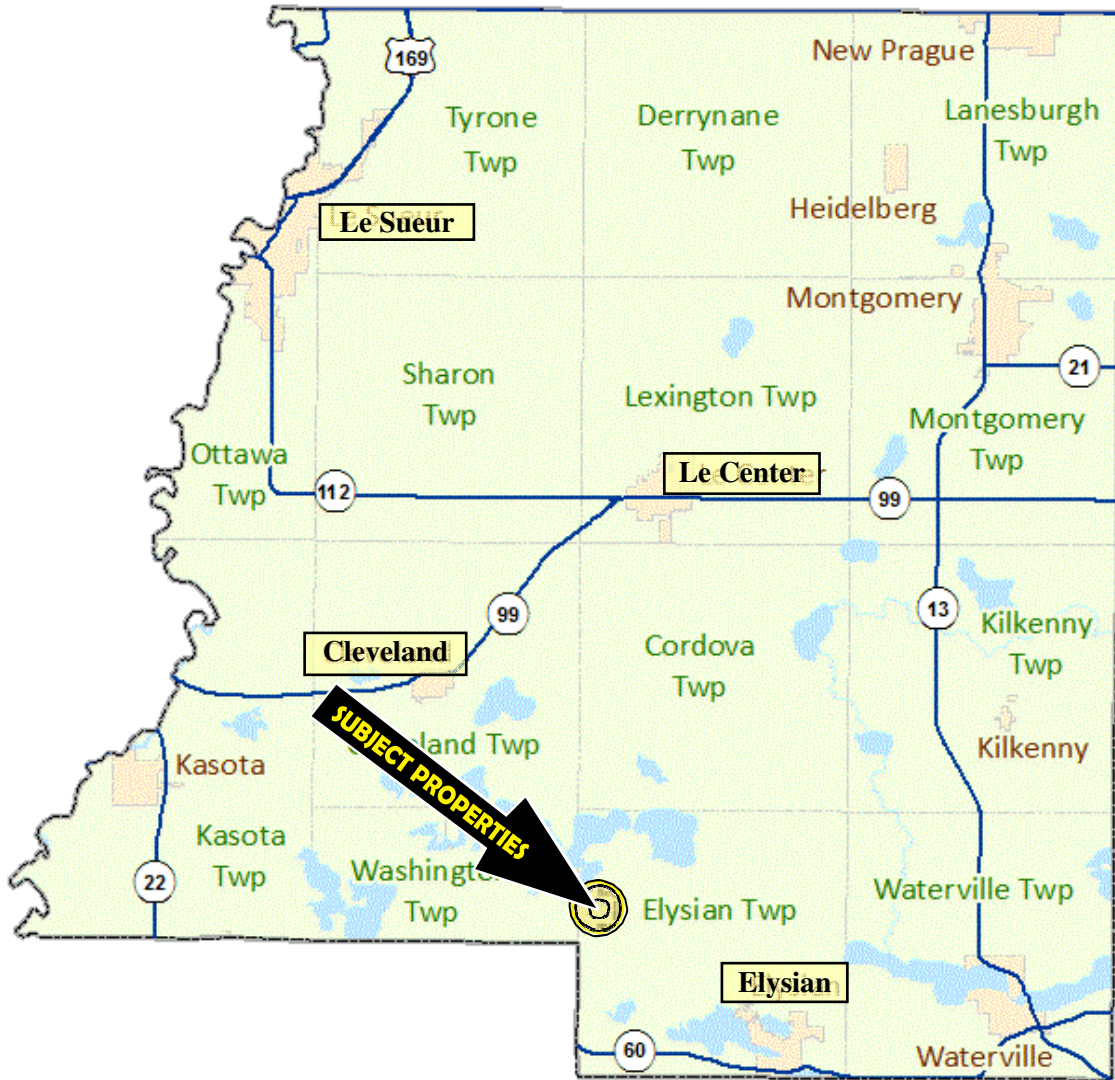 New Prague
169
Tyrone
Twp
Derrynane
Twp
Lanesburgh
Twp
Heidelberg
Le Sueur
Montgomery
21
Sharon
Twp
Lexington Twp
Montgomery
Twp
Ottawa
Twp
Le Center
112
99
99
13
Kilkenny
Twp
Cordova
Twp
Cleveland
SUBJECT PROPERTIES
Twp
Kilkenny
Kasota
Kasota
Twp
22
Twp
Elysian Twp
Waterville Twp
Elysian
60
Waterville